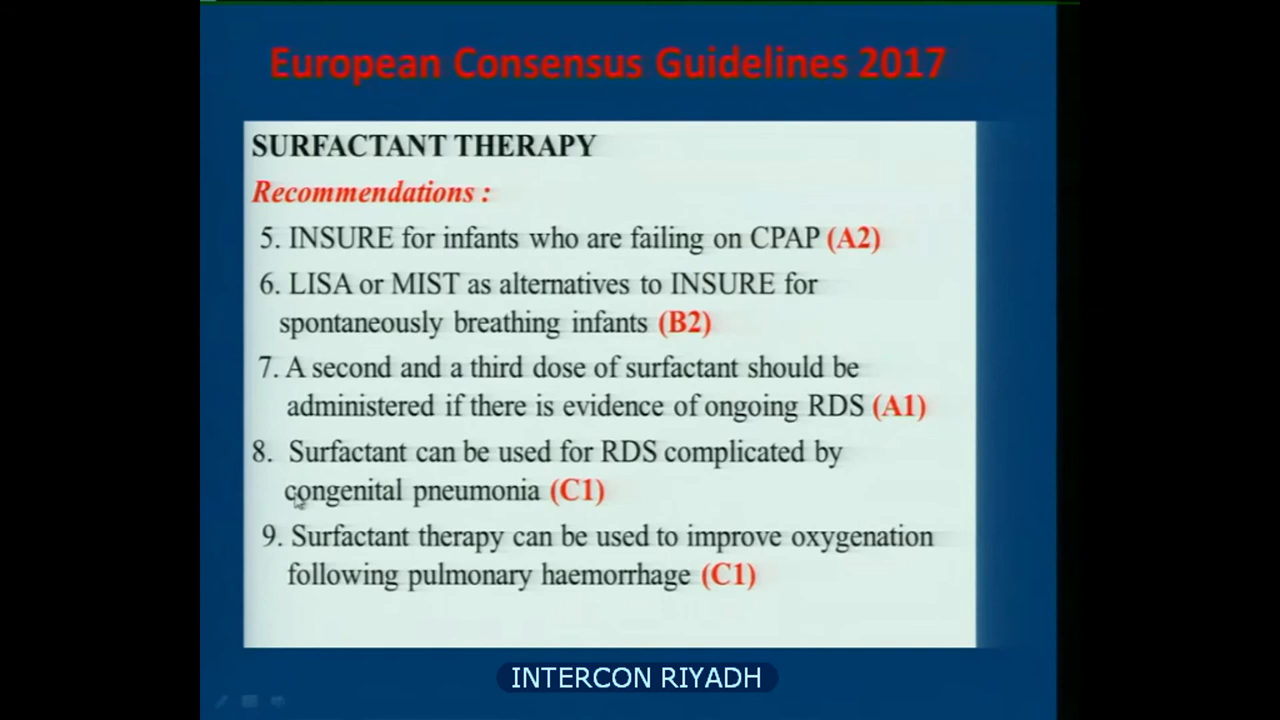 European Consensus Guidelines 2017
SURFACTANT THERAPY
Recommendations :
5. INSURE for infants who are failing on CPAP (A2)
6. LISA or MIST as alternatives to INSURE for
spontaneously breathing infants (B2)
7. A second and a third dose of surfactant should be
administered if there is evidence of ongoing RDS (A1)
8. Surfactant can be used for RDS complicated by
congenital pneumonia (C1)
9. Surfactant therapy can be used to improve oxygenation
following pulmonary haemorrhage (C1)
INTERCON RIYADH